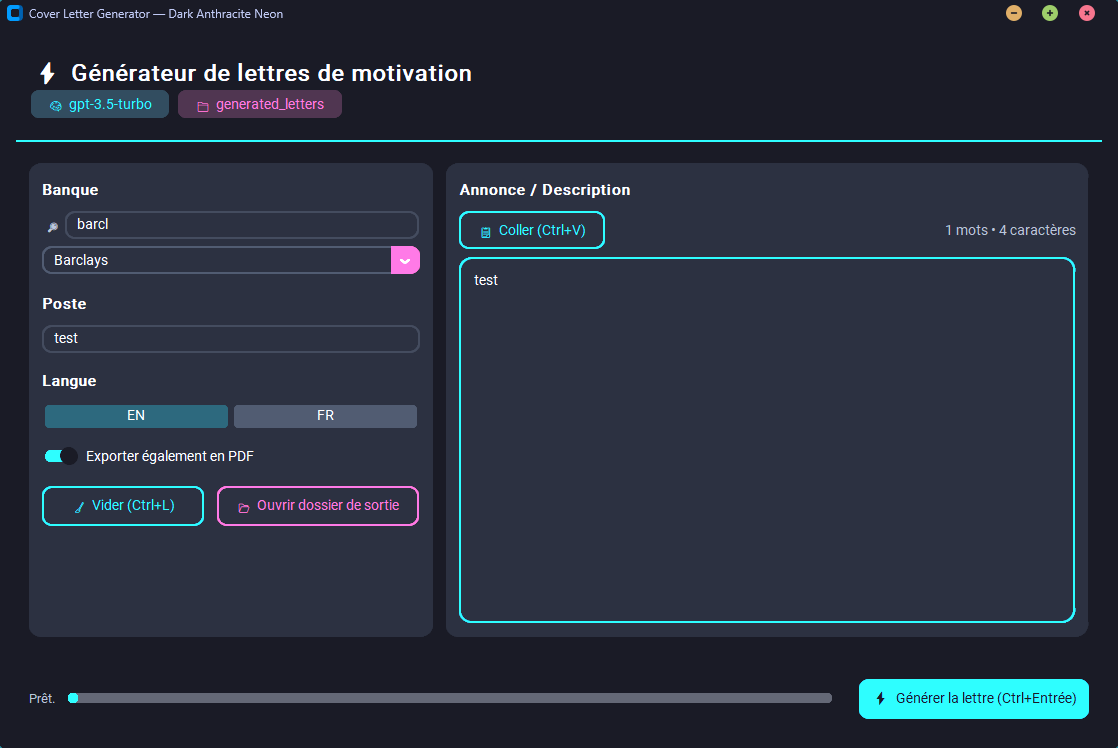 Cover Letter Generator — Dark Anthracite Neon
Générateur de lettres de motivation
gpt-3.5-turbo
generated_letters
Banque
barcl
Barclays
Poste
test
Langue
EN
FR
Exporter également en PDF
Vider (Ctrl+L)
Ouvrir dossier de sortie
Annonce / Description
Coller (Ctrl+V)
1 mots • 4 caractères
test
Prêt.
Générer la lettre (Ctrl+Entrée)